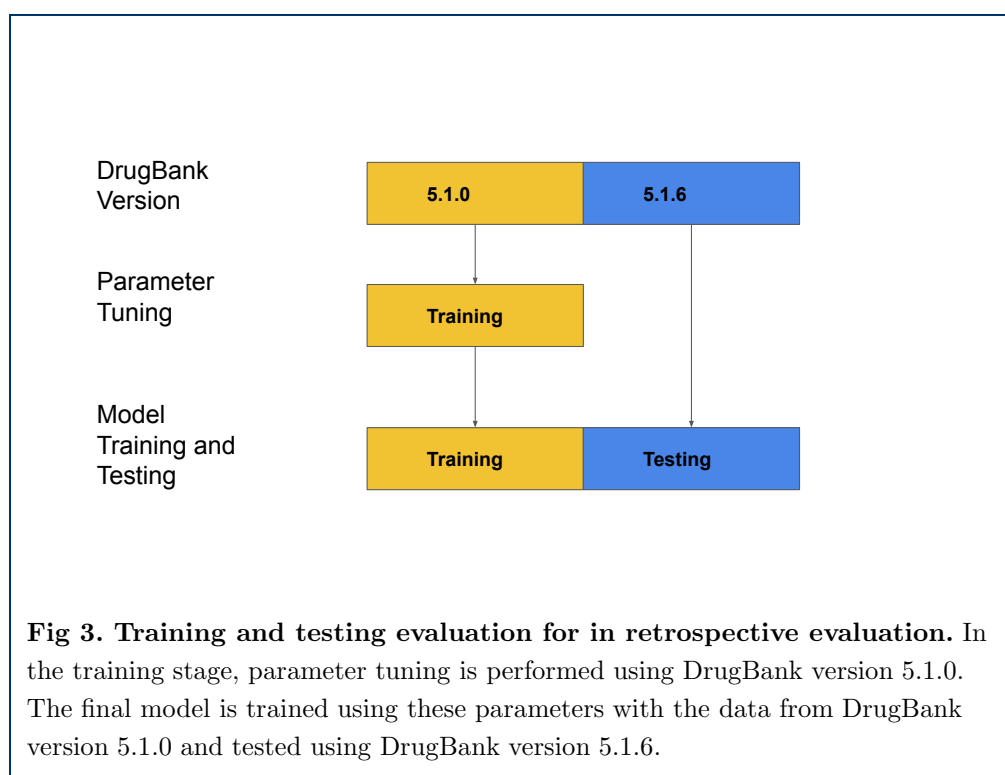 DrugBank
Version
5.1.0
5.1.6
Parameter
Tuning
Training
Model
Training and
Testing
Training
Testing
Fig 3. Training and testing evaluation for in retrospective evaluation. In
the training stage, parameter tuning is performed using DrugBank version 5.1.0.
The final model is trained using these parameters with the data from DrugBank
version 5.1.0 and tested using DrugBank version 5.1.6.